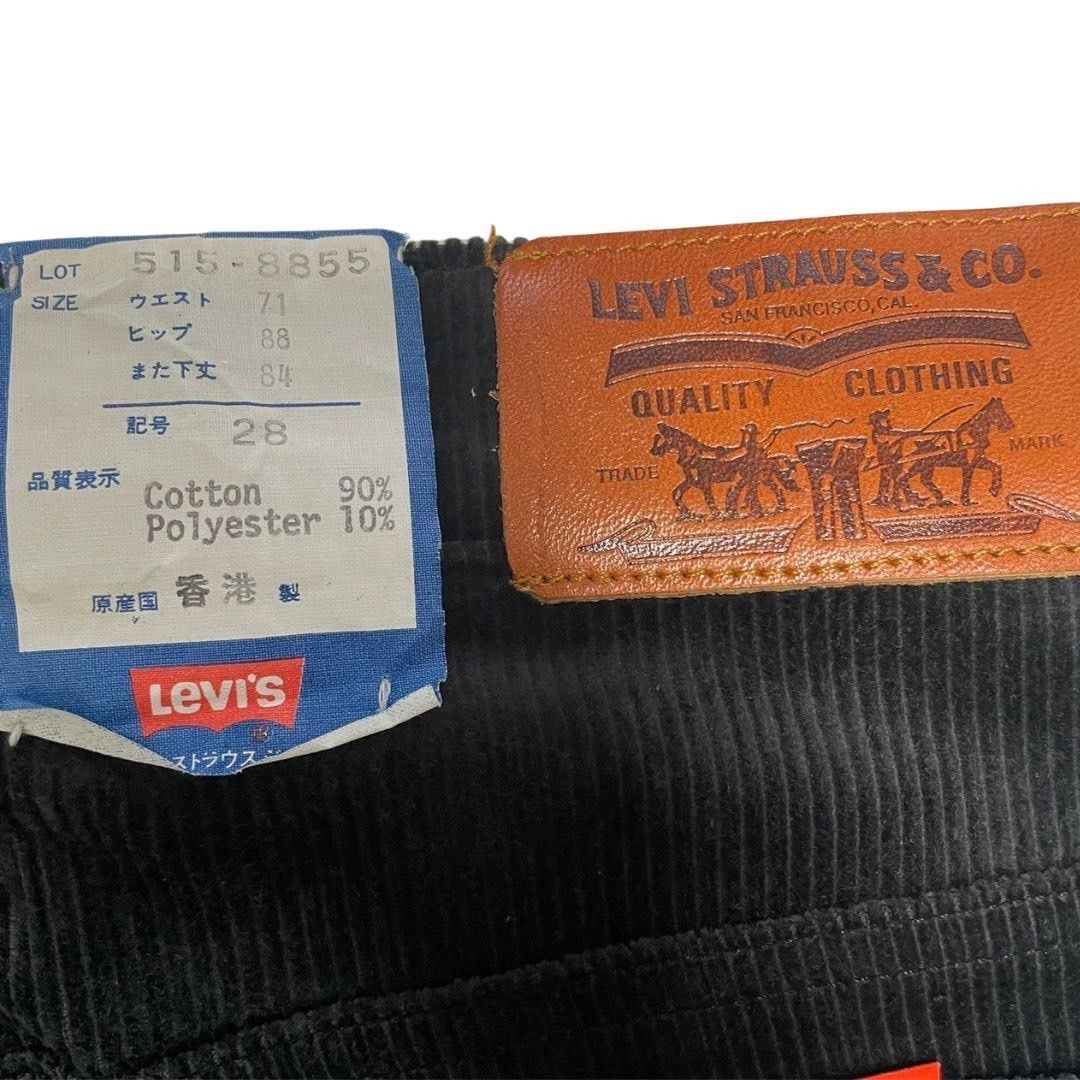 LOT 515-8855
SIZE ウエスト 71
ヒップ 88
また下丈 84
記号 28
品質表示 Cotton 90%
Polyester 10%
原産国 香港 製
Levi's
®
ストラウス
LEVI STRAUSS & CO.
SAN FRANCISCO, CAL.
QUALITY CLOTHING
TRADE MARK